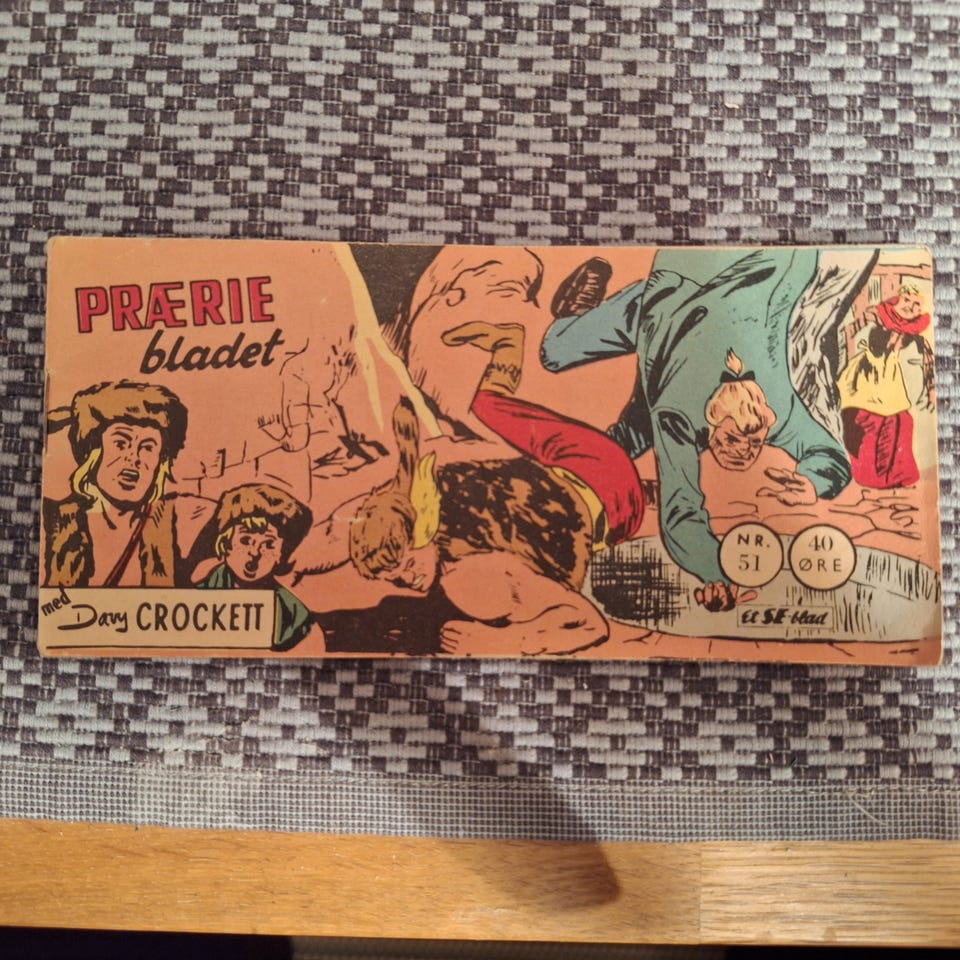 PRÆRIE
bladet
med Davy CROCKETT
NR.
51
40
ØRE
Et SE-blad